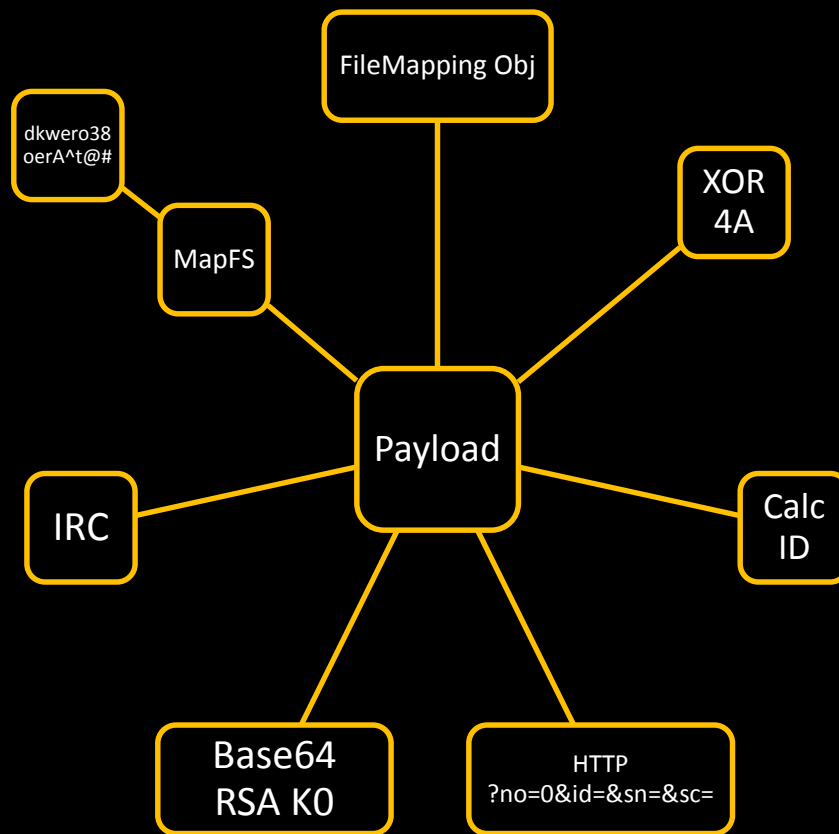 FileMapping Obj
dkwero38
oerA^t@#
XOR
4A
MapFS
Payload
IRC
Calc
ID
Base64
RSA K0
HTTP
?no=0&id=&sn=&sc=